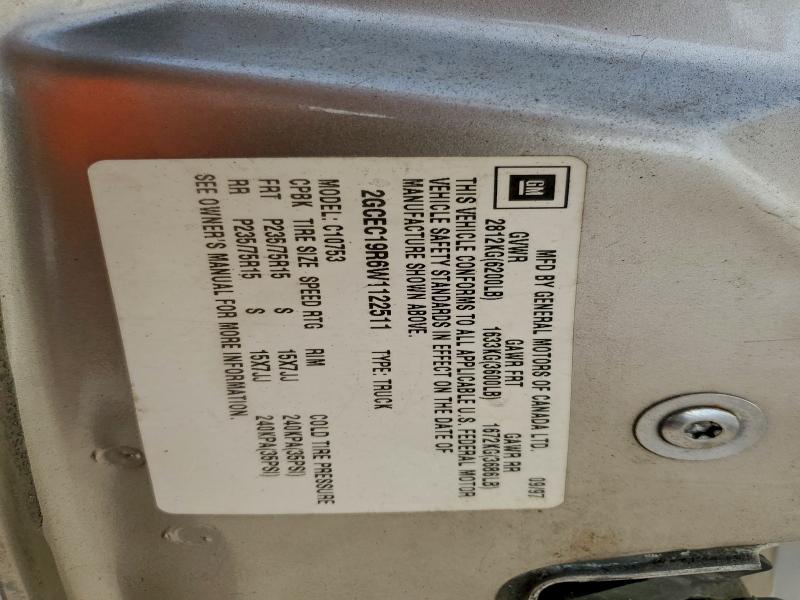 GM
MFD BY GENERAL MOTORS OF CANADA LTD. 09/97
GVWR GAWR FRT GAWR RR
2812KG(6200LB) 1633KG(3600LB) 1672KG(3686LB)
THIS VEHICLE CONFORMS TO ALL APPLICABLE U.S. FEDERAL MOTOR
VEHICLE SAFETY STANDARDS IN EFFECT ON THE DATE OF
MANUFACTURE SHOWN ABOVE.
2GCEC19R6W1122511 TYPE: TRUCK
MODEL: C10753
CPBK TIRE SIZE SPEED RTG RIM COLD TIRE PRESSURE
FRT P235/75R15 S 15X7JJ 240KPA(35PSI)
RR P235/75R15 S 15X7JJ 240KPA(35PSI)
SEE OWNER'S MANUAL FOR MORE INFORMATION.